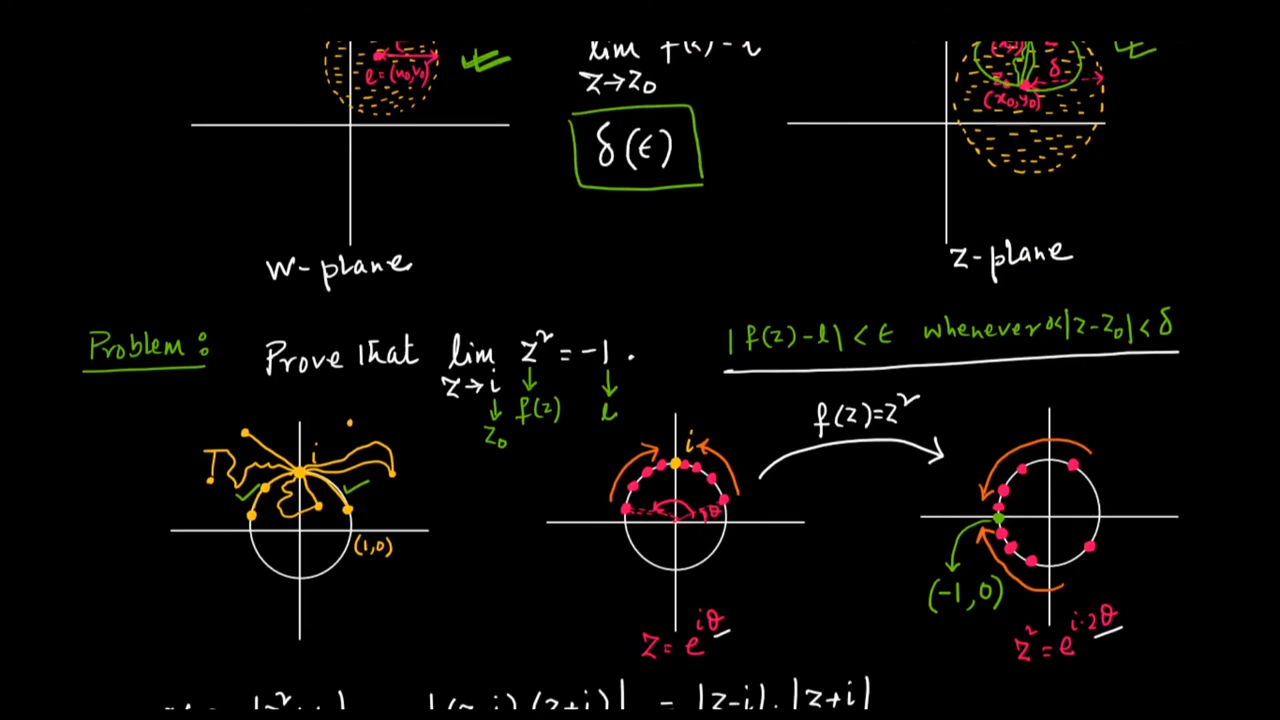 lim f(z) = l
z→z₀
l = (u₀,v₀)
δ
(x₀,y₀)
δ(ϵ)
w-plane
z-plane
Problem:
Prove that lim z² = -1.
z→i
z₀
f(z)
l
|f(z)-l| < ϵ whenever 0<|z-z₀| < δ
i
(1,0)
i
θ
z = e^{iθ}
f(z)=z²
(-1,0)
z² = e^{i·2θ}
= |z-i|.|z+i|